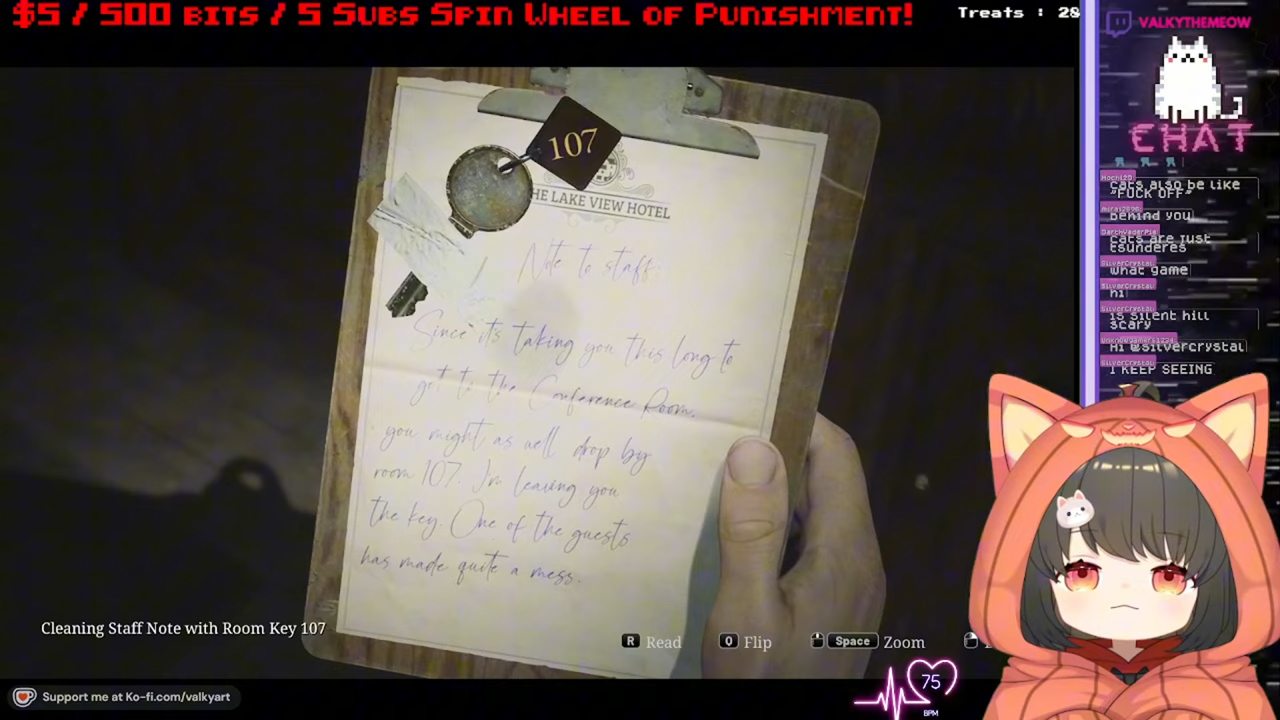 $5 / 500 bits / 5 Subs Spin Wheel of Punishment!
Treats : 28
VALKYTHEMEOW
CHAT
107
THE LAKE VIEW HOTEL
Note to staff:
Since it's taking you this long to
get to the Conference Room,
you might as well drop by
room 107. I'm leaving you
the key. One of the guests
has made quite a mess.
Cleaning Staff Note with Room Key 107
R Read
Q Flip
Space Zoom
Support me at Ko-fi.com/valkyart
75
BPM
cats also be like
"FUCK OFF"
behind you
DarthVaderPie
cats are just
tsunderes
SilverCrystal
what game
SilverCrystal
hi
SilverCrystal
is silent hill
scary
Hi @silvercrystal
SilverCrystal
I KEEP SEEING